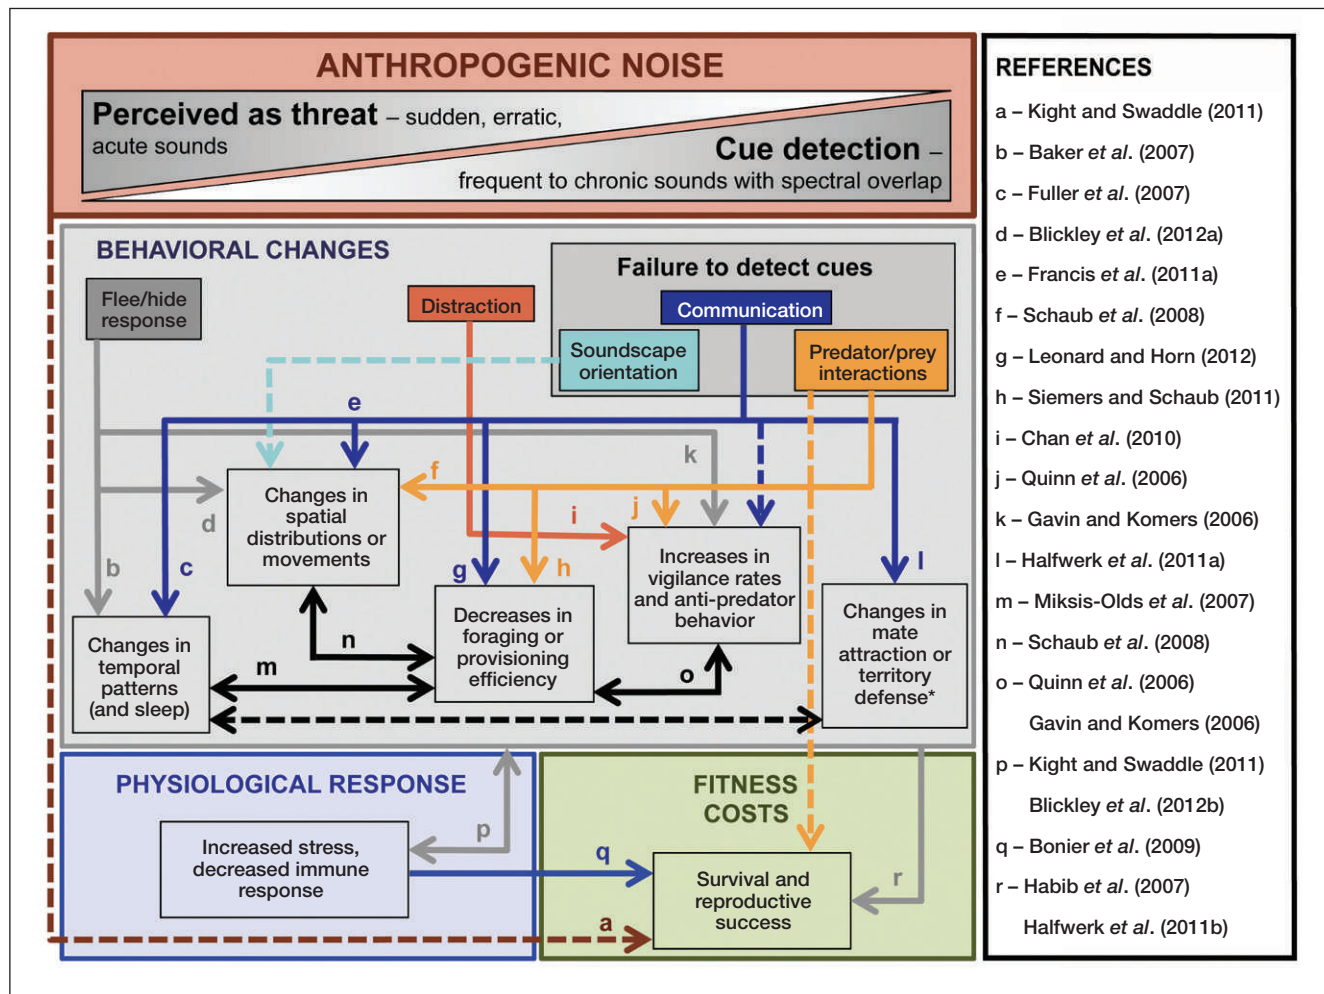 ANTHROPOGENIC NOISE
Perceived as threat – sudden, erratic,
acute sounds
Cue detection –
frequent to chronic sounds with spectral overlap
BEHAVIORAL CHANGES
Failure to detect cues
Flee/hide
response
Distraction
Communication
Soundscape
orientation
Predator/prey
interactions
e
k
f
d
i
j
b
c
g
h
l
Changes in
spatial
distributions or
movements
Increases in
vigilance rates
and anti-predator
behavior
Decreases in
foraging or
provisioning
efficiency
Changes in
mate
attraction or
territory
defense*
Changes in
temporal
patterns
(and sleep)
n
m
o
PHYSIOLOGICAL RESPONSE
Increased stress,
decreased immune
response
p
q
a
FITNESS
COSTS
Survival and
reproductive
success
r
REFERENCES
a – Kight and Swaddle (2011)
b – Baker et al. (2007)
c – Fuller et al. (2007)
d – Blickley et al. (2012a)
e – Francis et al. (2011a)
f – Schaub et al. (2008)
g – Leonard and Horn (2012)
h – Siemers and Schaub (2011)
i – Chan et al. (2010)
j – Quinn et al. (2006)
k – Gavin and Komers (2006)
l – Halfwerk et al. (2011a)
m – Miksis-Olds et al. (2007)
n – Schaub et al. (2008)
o – Quinn et al. (2006)
Gavin and Komers (2006)
p – Kight and Swaddle (2011)
Blickley et al. (2012b)
q – Bonier et al. (2009)
r – Habib et al. (2007)
Halfwerk et al. (2011b)